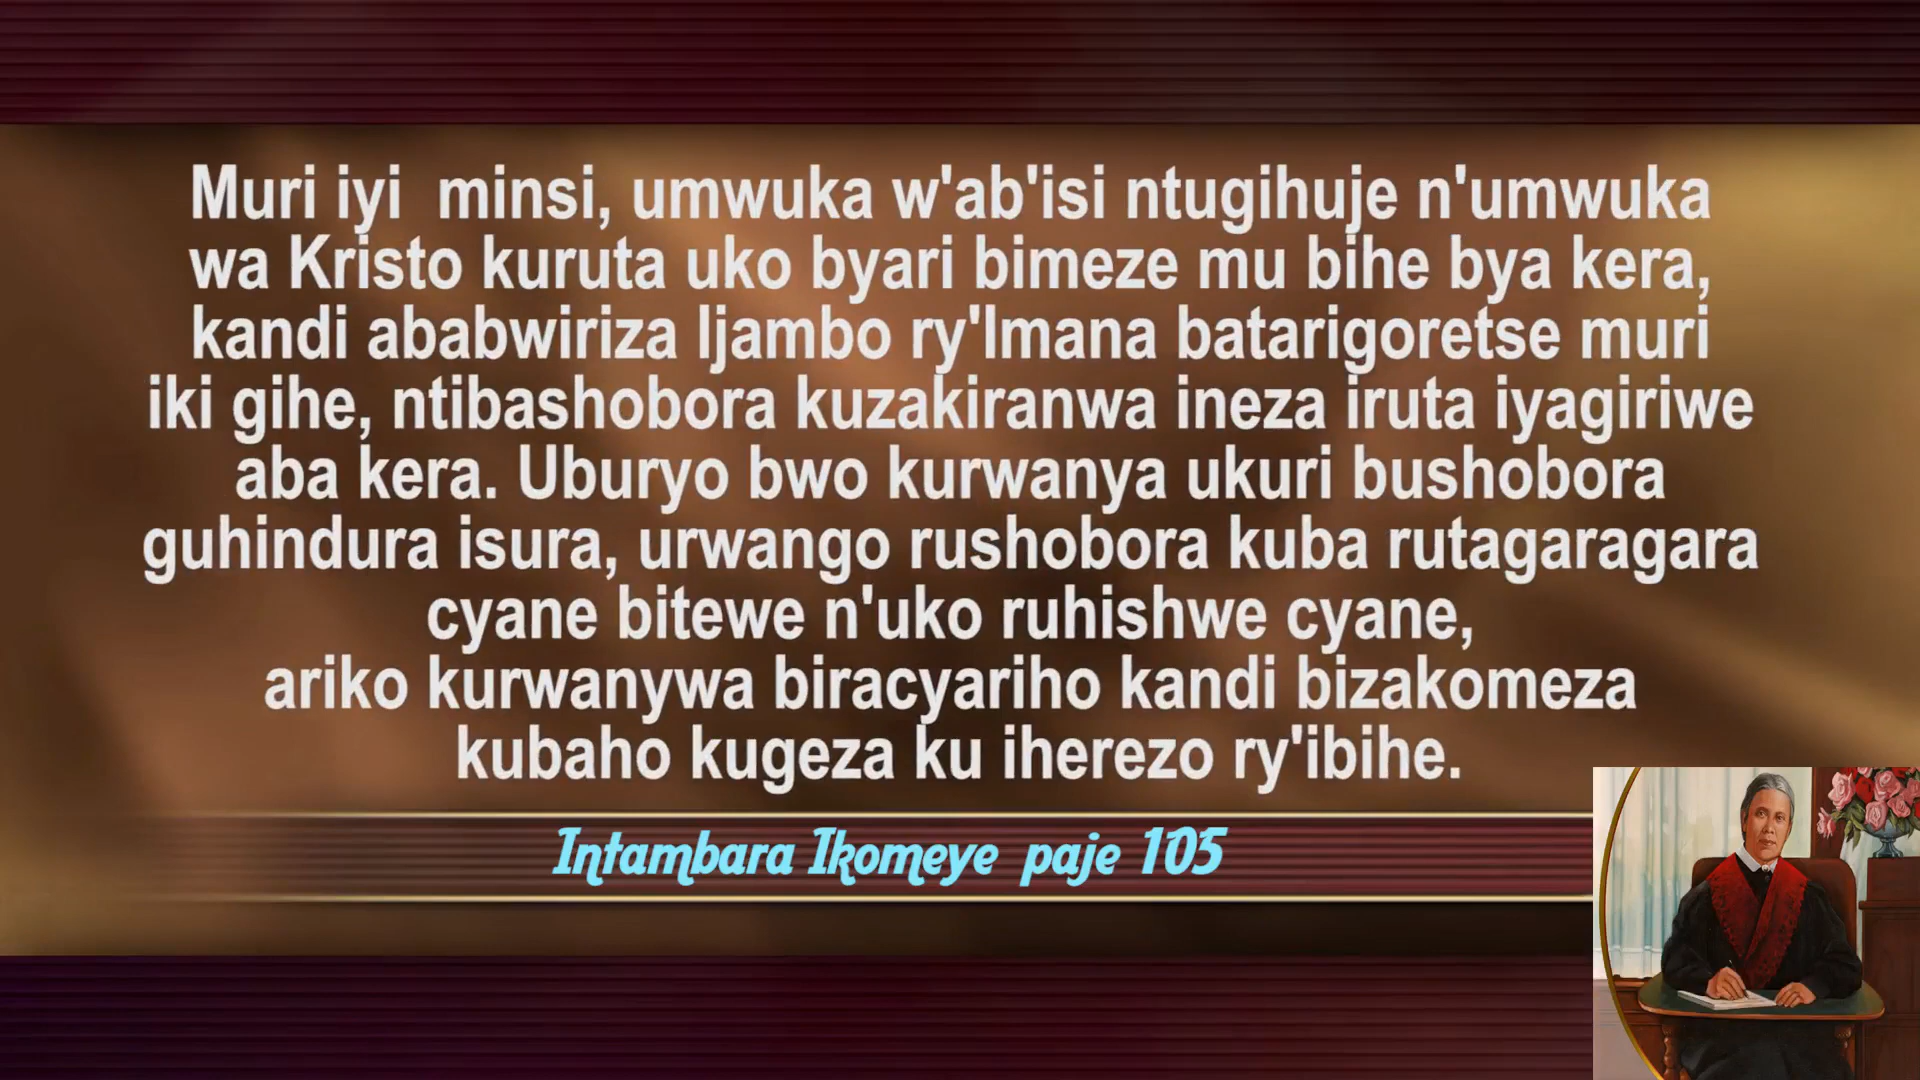 Muri iyi minsi, umwuka w'ab'isi ntugihuje n'umwuka
wa Kristo kuruta uko byari bimeze mu bihe bya kera,
kandi ababwiriza Ijambo ry'Imana batarigoretse muri
iki gihe, ntibashobora kuzakiranwa ineza iruta iyagiriwe
aba kera. Uburyo bwo kurwanya ukuri bushobora
guhindura isura, urwango rushobora kuba rutagaragara
cyane bitewe n'uko ruhishwe cyane,
ariko kurwanywa biracyariho kandi bizakomeza
kubaho kugeza ku iherezo ry'ibihe.
Intambara Ikomeye paje 105